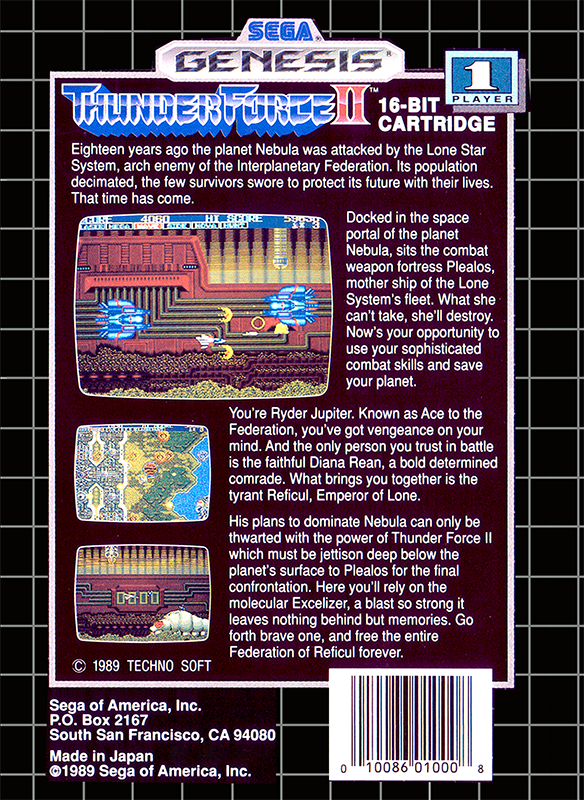 SEGA
GENESIS
1
PLAYER
THUNDER FORCE II™
16-BIT
CARTRIDGE
Eighteen years ago the planet Nebula was attacked by the Lone Star
System, arch enemy of the Interplanetary Federation. Its population
decimated, the few survivors swore to protect its future with their lives.
That time has come.
SCORE 4060 HI SCORE
Docked in the space
portal of the planet
Nebula, sits the combat
weapon fortress Plealos,
mother ship of the Lone
System's fleet. What she
can't take, she'll destroy.
Now's your opportunity to
use your sophisticated
combat skills and save
your planet.
You're Ryder Jupiter. Known as Ace to the
Federation, you've got vengeance on your
mind. And the only person you trust in battle
is the faithful Diana Rean, a bold determined
comrade. What brings you together is the
tyrant Reficul, Emperor of Lone.
His plans to dominate Nebula can only be
thwarted with the power of Thunder Force II
which must be jettison deep below the
planet's surface to Plealos for the final
confrontation. Here you'll rely on the
molecular Excelizer, a blast so strong it
leaves nothing behind but memories. Go
forth brave one, and free the entire
Federation of Reficul forever.
© 1989 TECHNO SOFT
Sega of America, Inc.
P.O. Box 2167
South San Francisco, CA 94080
Made in Japan
©1989 Sega of America, Inc.
0 10086 01000 8